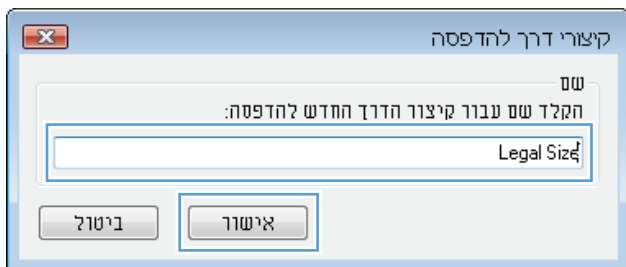 קיצורי דרך להדפסה
שם
הקלד שם עבור קיצור הדרך החדש להדפסה:
Legal Size
אישור
ביטול